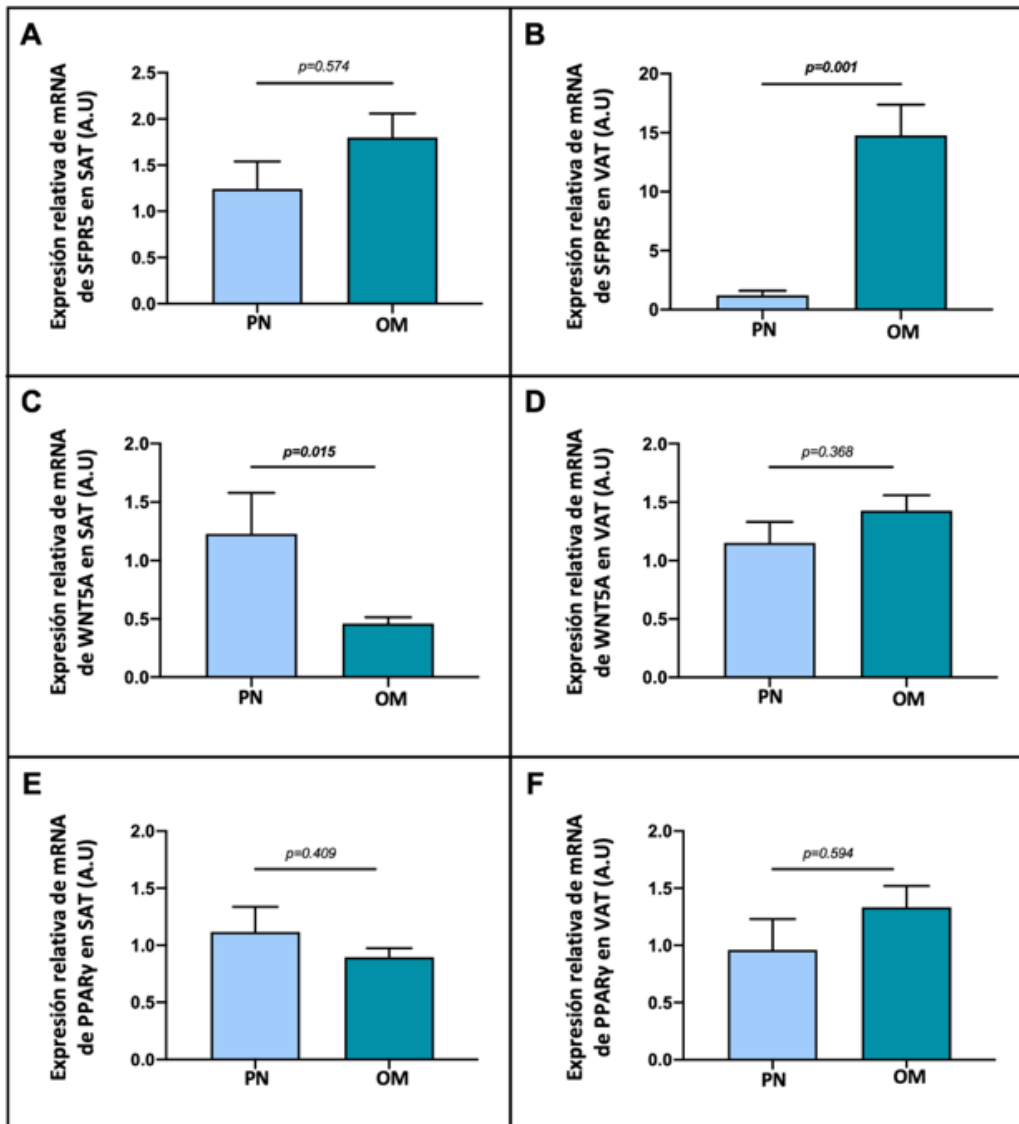 A
Expresión relativa de mRNA
de SFPR5 en SAT (A.U)
p=0.574
2.5
2.0
1.5
1.0
0.5
0.0
PN
OM
B
Expresión relativa de mRNA
de SFPR5 en VAT (A.U)
p=0.001
20
15
10
5
0
PN
OM
C
Expresión relativa de mRNA
de WNT5A en SAT (A.U)
p=0.015
2.0
1.5
1.0
0.5
0.0
PN
OM
D
Expresión relativa de mRNA
de WNT5A en VAT (A.U)
p=0.368
2.0
1.5
1.0
0.5
0.0
PN
OM
E
Expresión relativa de mRNA
de PPARγ en SAT (A.U)
p=0.409
2.0
1.5
1.0
0.5
0.0
PN
OM
F
Expresión relativa de mRNA
de PPARγ en VAT (A.U)
p=0.594
2.0
1.5
1.0
0.5
0.0
PN
OM